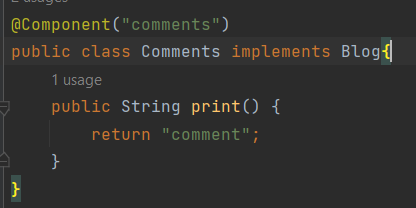 2 usages
@Component("comments")
public class Comments implements Blog{
1 usage
public String print() {
return "comment";
}
}